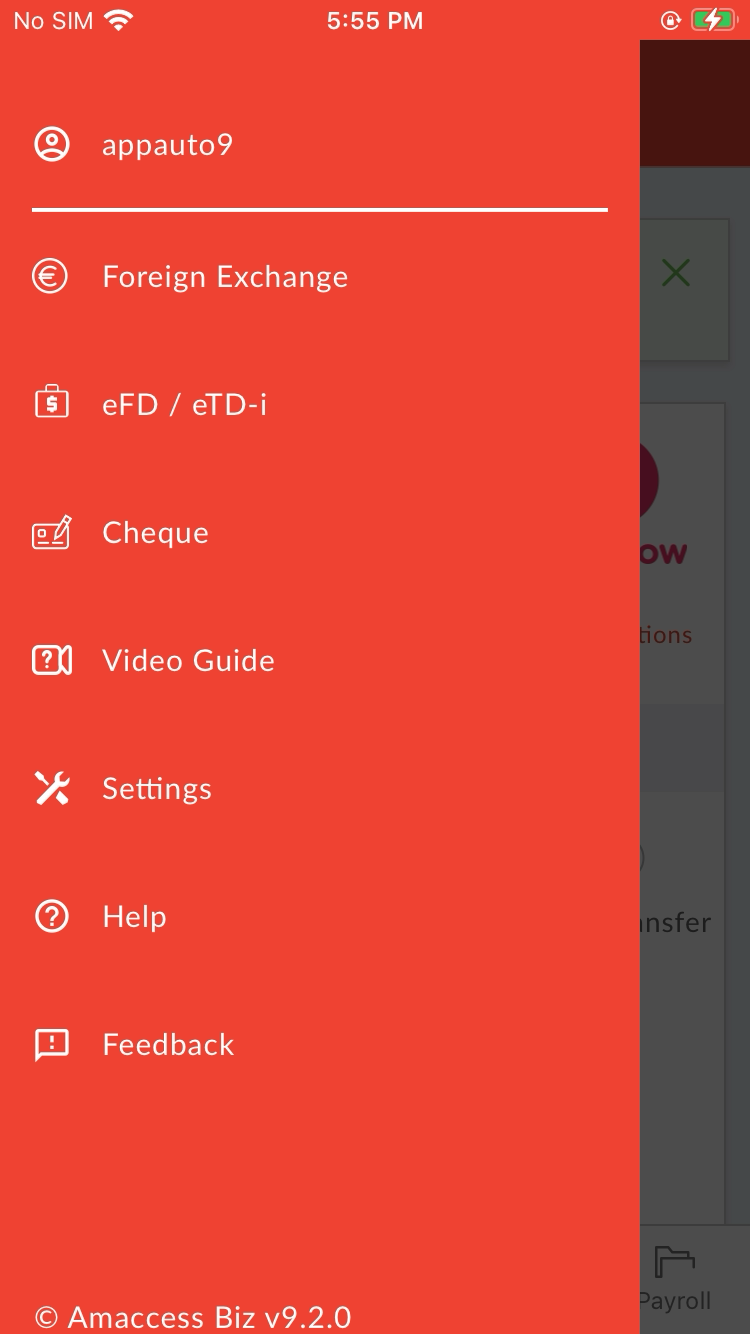 No SIM 5:55 PM
appauto9
Foreign Exchange
eFD / eTD-i
Cheque
ow
tions
Video Guide
Settings
Help
ansfer
Feedback
Payroll
© Amaccess Biz v9.2.0